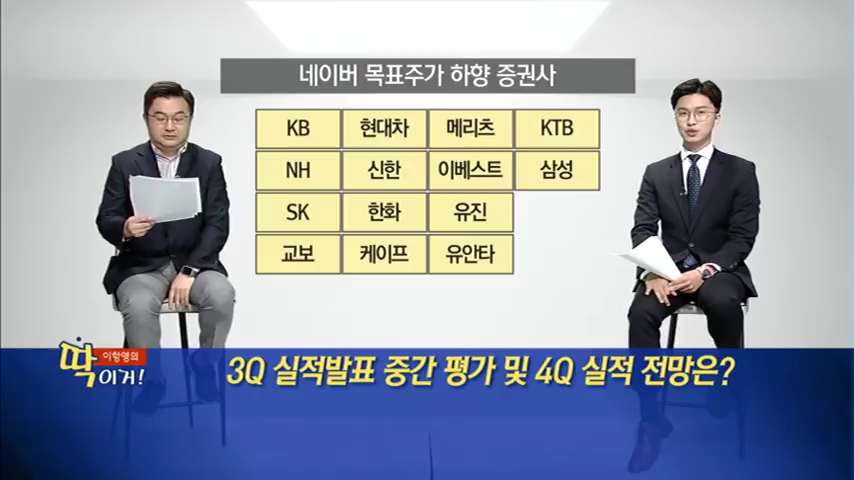 네이버 목표주가 하향 증권사
KB 현대차 메리츠 KTB
NH 신한 이베스트 삼성
SK 한화 유진
교보 케이프 유안타
이항영의
딱
이거!
3Q 실적발표 중간 평가 및 4Q 실적 전망은?